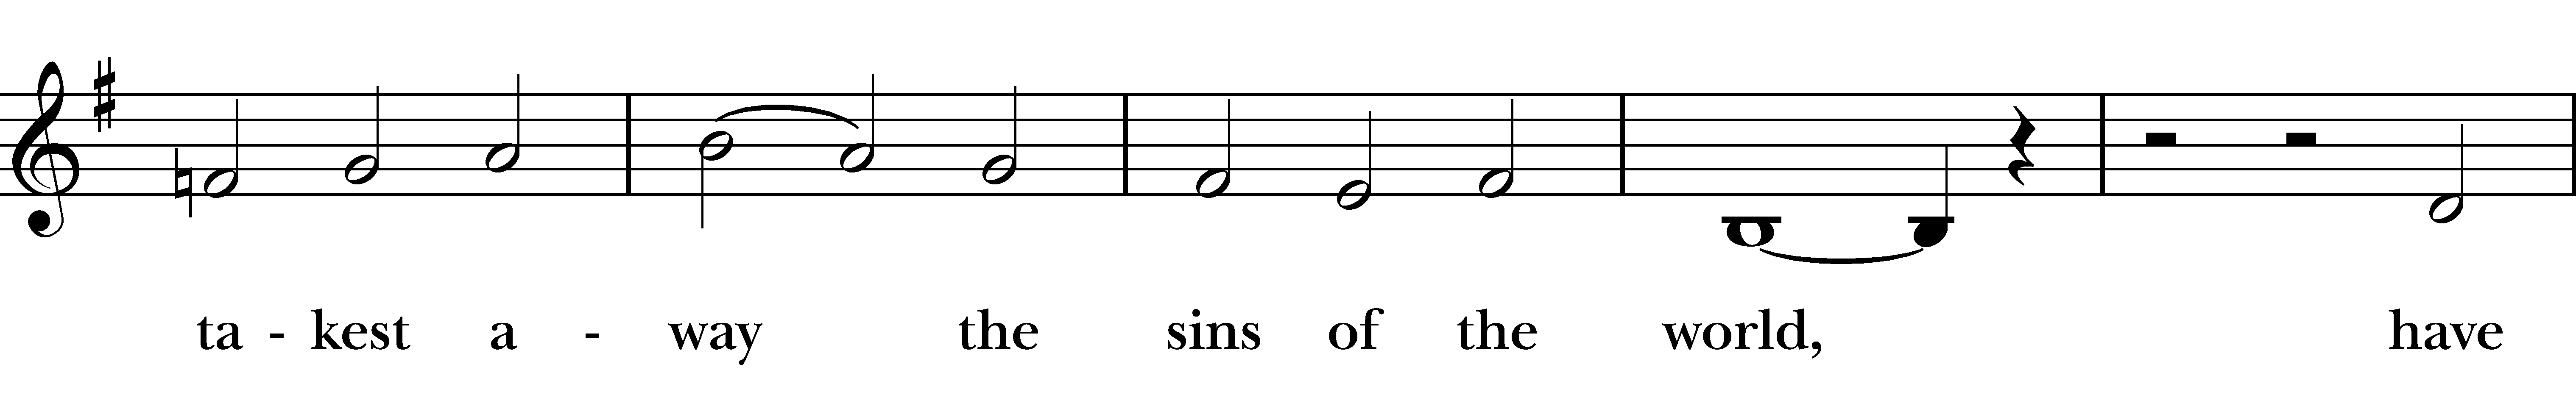 ta - kest a - way the sins of the world, have